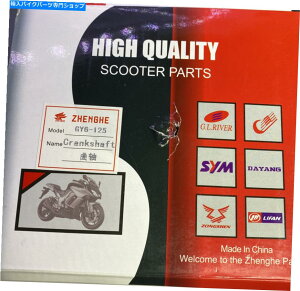 輸入バイクパーツ専門ショップ
HIGH QUALITY
SCOOTER PARTS
ZHENGHE
Model GY6-125
Name Crankshaft
曲轴
G.L.RIVER
SYM
DAYANG
ZONGSHEN
LIFAN
Made In China
Welcome to the Zhenghe Pa